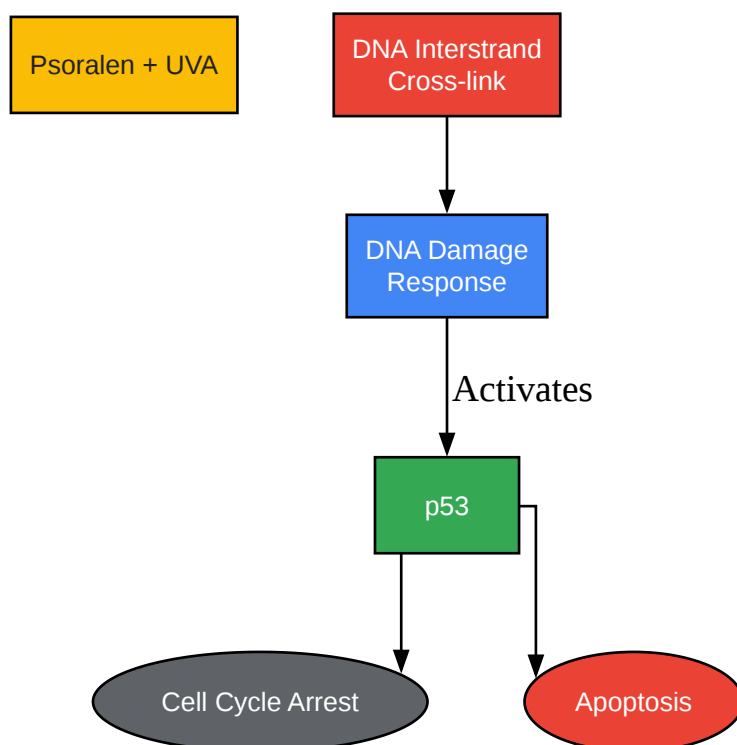 Psoralen + UVA
DNA Interstrand
Cross-link
DNA Damage
Response
Activates
p53
Cell Cycle Arrest
Apoptosis